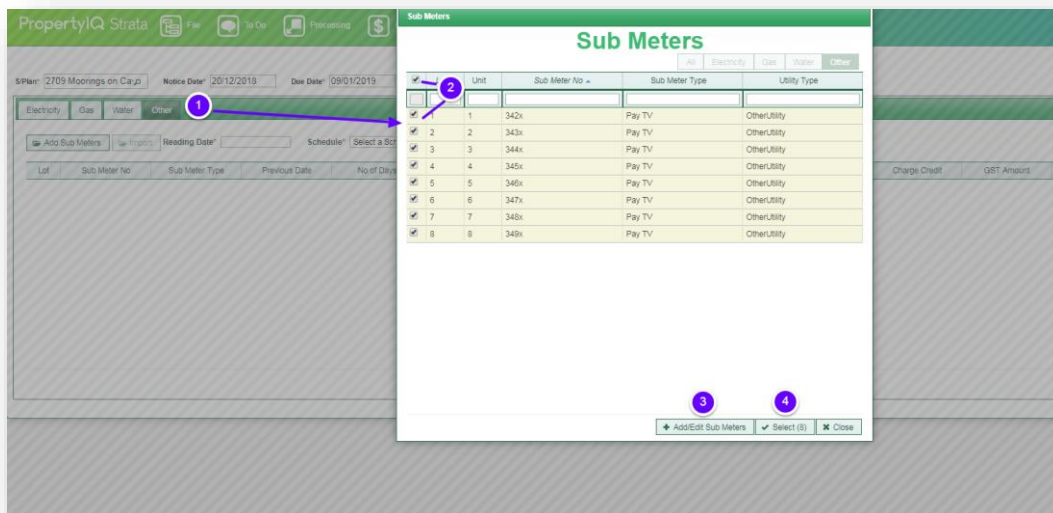 PropertyIQ Strata File To Do Processing
S/Plan* 2709 Moorings on Notice Date* 20/12/2018 Due Date* 09/01/2019
Electricity Gas Water Other 1
Add Sub Meters Import Reading Date* Schedule* Select a
Lot Sub Meter No Sub Meter Type Previous Date No of Days Charge Credit GST Amount
Sub Meters
Sub Meters
All Electricity Gas Water Other
2 Unit Sub Meter No Sub Meter Type Utility Type
1 1 342x Pay TV OtherUtility
2 2 343x Pay TV OtherUtility
3 3 344x Pay TV OtherUtility
4 4 345x Pay TV OtherUtility
5 5 346x Pay TV OtherUtility
6 6 347x Pay TV OtherUtility
7 7 348x Pay TV OtherUtility
8 8 349x Pay TV OtherUtility
3 4
Add/Edit Sub Meters Select (8) Close